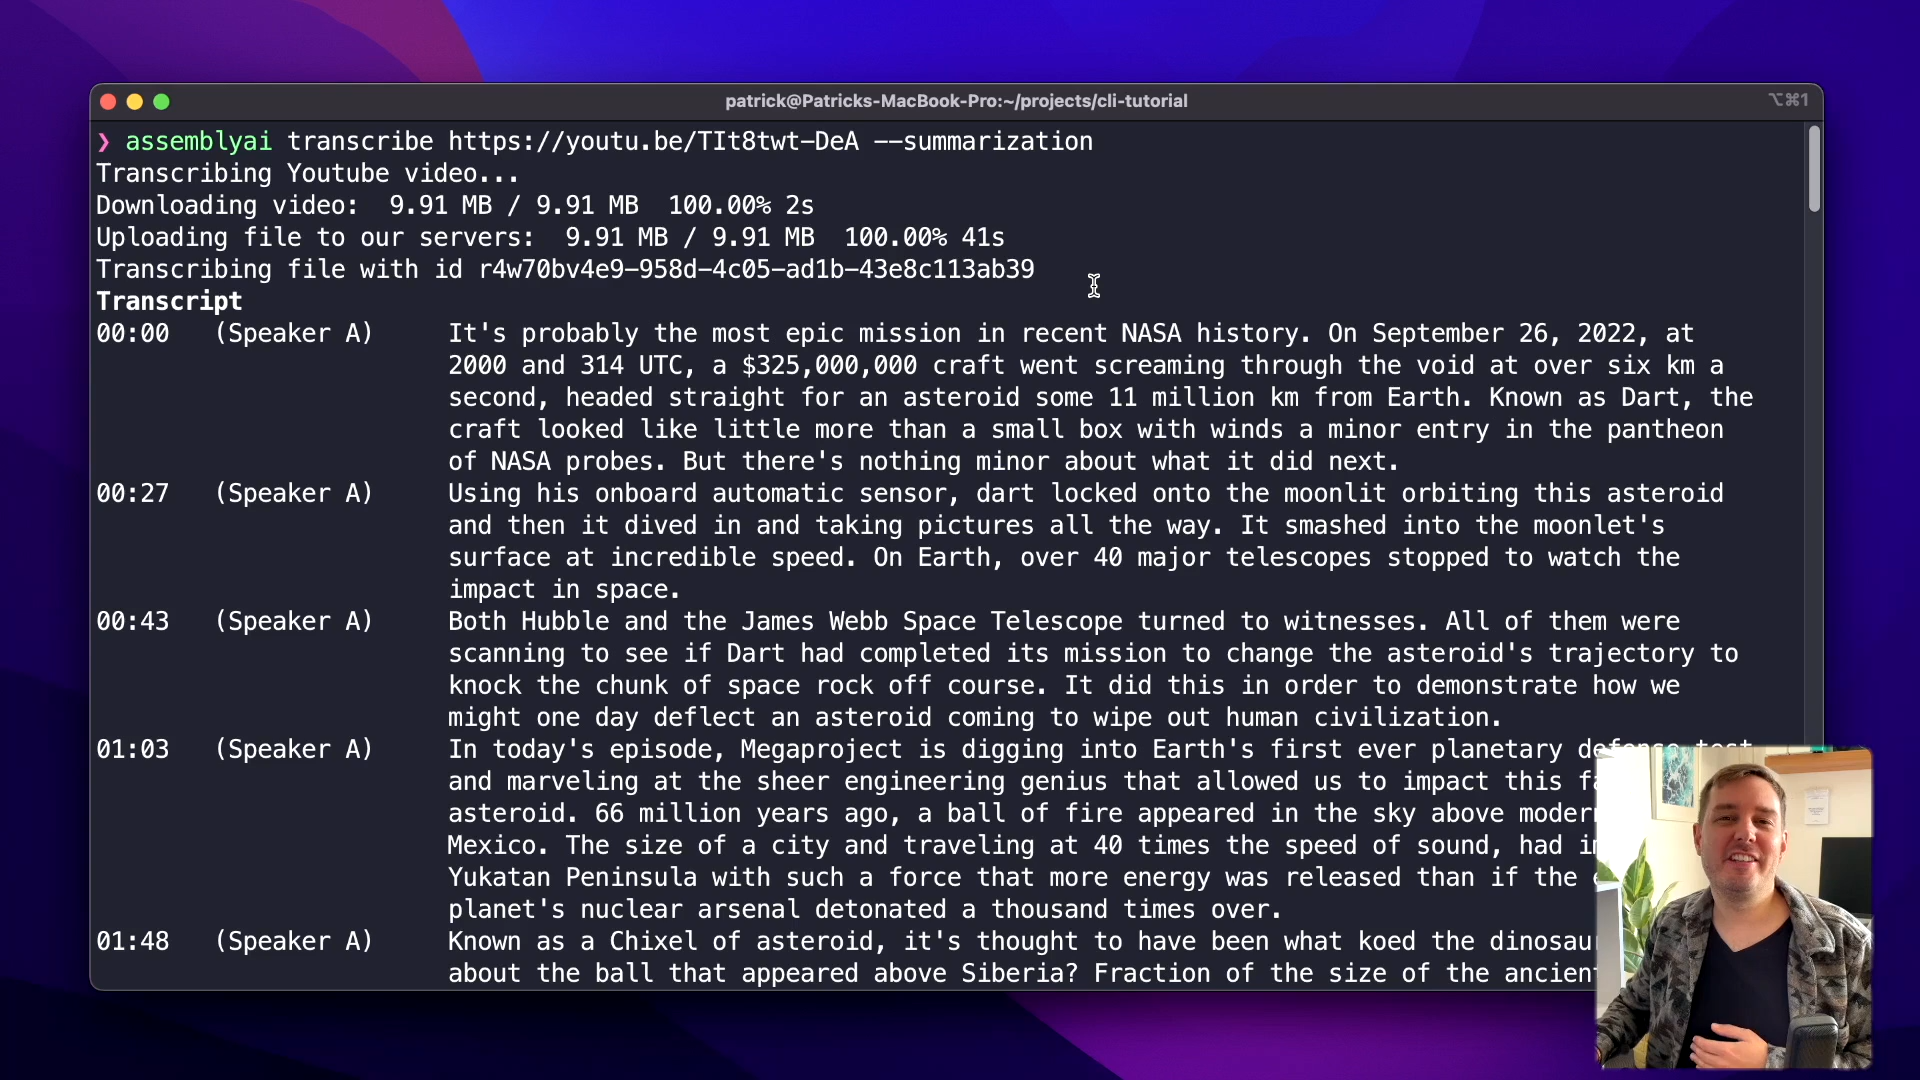 patrick@Patricks-MacBook-Pro:~/projects/cli-tutorial
⌥⌘1
❯ assemblyai transcribe https://youtu.be/TIt8twt-DeA --summarization
Transcribing Youtube video...
Downloading video:  9.91 MB / 9.91 MB  100.00% 2s
Uploading file to our servers:  9.91 MB / 9.91 MB  100.00% 41s
Transcribing file with id r4w70bv4e9-958d-4c05-ad1b-43e8c113ab39
Transcript
00:00 (Speaker A) It's probably the most epic mission in recent NASA history. On September 26, 2022, at
2000 and 314 UTC, a $325,000,000 craft went screaming through the void at over six km a
second, headed straight for an asteroid some 11 million km from Earth. Known as Dart, the
craft looked like little more than a small box with winds a minor entry in the pantheon
of NASA probes. But there's nothing minor about what it did next.
00:27 (Speaker A) Using his onboard automatic sensor, dart locked onto the moonlit orbiting this asteroid
and then it dived in and taking pictures all the way. It smashed into the moonlet's
surface at incredible speed. On Earth, over 40 major telescopes stopped to watch the
impact in space.
00:43 (Speaker A) Both Hubble and the James Webb Space Telescope turned to witnesses. All of them were
scanning to see if Dart had completed its mission to change the asteroid's trajectory to
knock the chunk of space rock off course. It did this in order to demonstrate how we
might one day deflect an asteroid coming to wipe out human civilization.
01:03 (Speaker A) In today's episode, Megaproject is digging into Earth's first ever planetary defense test
and marveling at the sheer engineering genius that allowed us to impact this
asteroid. 66 million years ago, a ball of fire appeared in the sky above modern
Mexico. The size of a city and traveling at 40 times the speed of sound, had
Yukatan Peninsula with such a force that more energy was released than if the
planet's nuclear arsenal detonated a thousand times over.
01:48 (Speaker A) Known as a Chixel of asteroid, it's thought to have been what koed the
about the ball that appeared above Siberia? Fraction of the size of the ancient